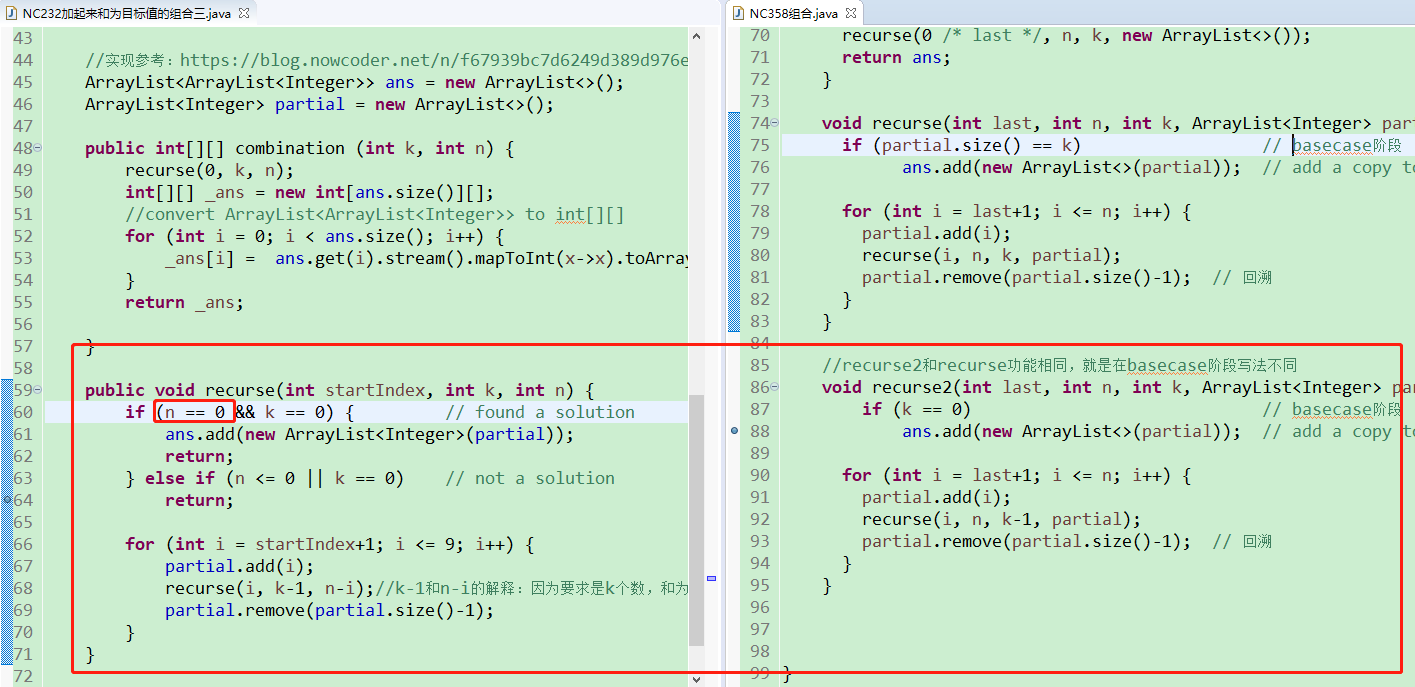 NC232加起来和为目标值的组合三.java
43
44 //实现参考：https://blog.nowcoder.net/n/f67939bc7d6249d389d976e
45 ArrayList<ArrayList<Integer>> ans = new ArrayList<>();
46 ArrayList<Integer> partial = new ArrayList<>();
47
48 public int[][] combination (int k, int n) {
49 recurse(0, k, n);
50 int[][] _ans = new int[ans.size()][];
51 //convert ArrayList<ArrayList<Integer>> to int[][]
52 for (int i = 0; i < ans.size(); i++) {
53 _ans[i] =  ans.get(i).stream().mapToInt(x->x).toArray
54 }
55 return _ans;
56
57 }
58
59 public void recurse(int startIndex, int k, int n) {
60 if (n == 0 && k == 0) { // found a solution
61 ans.add(new ArrayList<Integer>(partial));
62 return;
63 } else if (n <= 0 || k == 0) // not a solution
64 return;
65
66 for (int i = startIndex+1; i <= 9; i++) {
67 partial.add(i);
68 recurse(i, k-1, n-i);//k-1和n-i的解释：因为要求是k个数，和为
69 partial.remove(partial.size()-1);
70 }
71 }
72
NC358组合.java
70 recurse(0 /* last */, n, k, new ArrayList<>());
71 return ans;
72 }
73
74 void recurse(int last, int n, int k, ArrayList<Integer> part
75 if (partial.size() == k) // basecase阶段
76 ans.add(new ArrayList<>(partial)); // add a copy to
77
78 for (int i = last+1; i <= n; i++) {
79 partial.add(i);
80 recurse(i, n, k, partial);
81 partial.remove(partial.size()-1); // 回溯
82 }
83 }
84
85 //recurse2和recurse功能相同，就是在basecase阶段写法不同
86 void recurse2(int last, int n, int k, ArrayList<Integer> pa
87 if (k == 0) // basecase阶段
88 ans.add(new ArrayList<>(partial)); // add a copy to
89
90 for (int i = last+1; i <= n; i++) {
91 partial.add(i);
92 recurse(i, n, k-1, partial);
93 partial.remove(partial.size()-1); // 回溯
94 }
95 }
96
97
98
99 }